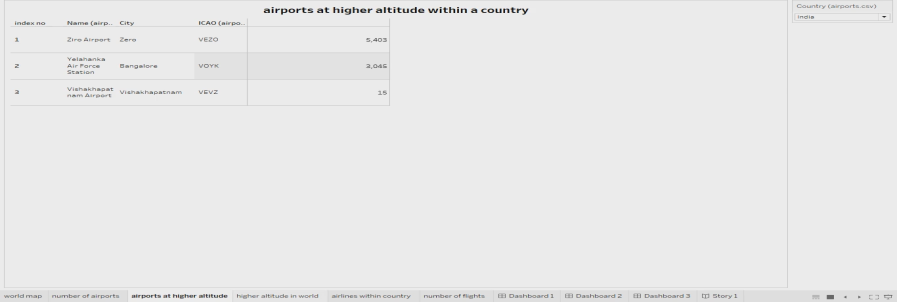 airports at higher altitude within a country
Country (airports.csv)
India
index no Name (airp.. City ICAO (airpo..
1 Ziro Airport Zero VEZO 5,403
2 Yelahanka Air Force Station Bangalore VOYK 3,045
3 Vishakhapatnam Airport Vishakhapatnam VEVZ 15
world map number of airports airports at higher altitude higher altitude in world airlines within country number of flights Dashboard 1 Dashboard 2 Dashboard 3 Story 1